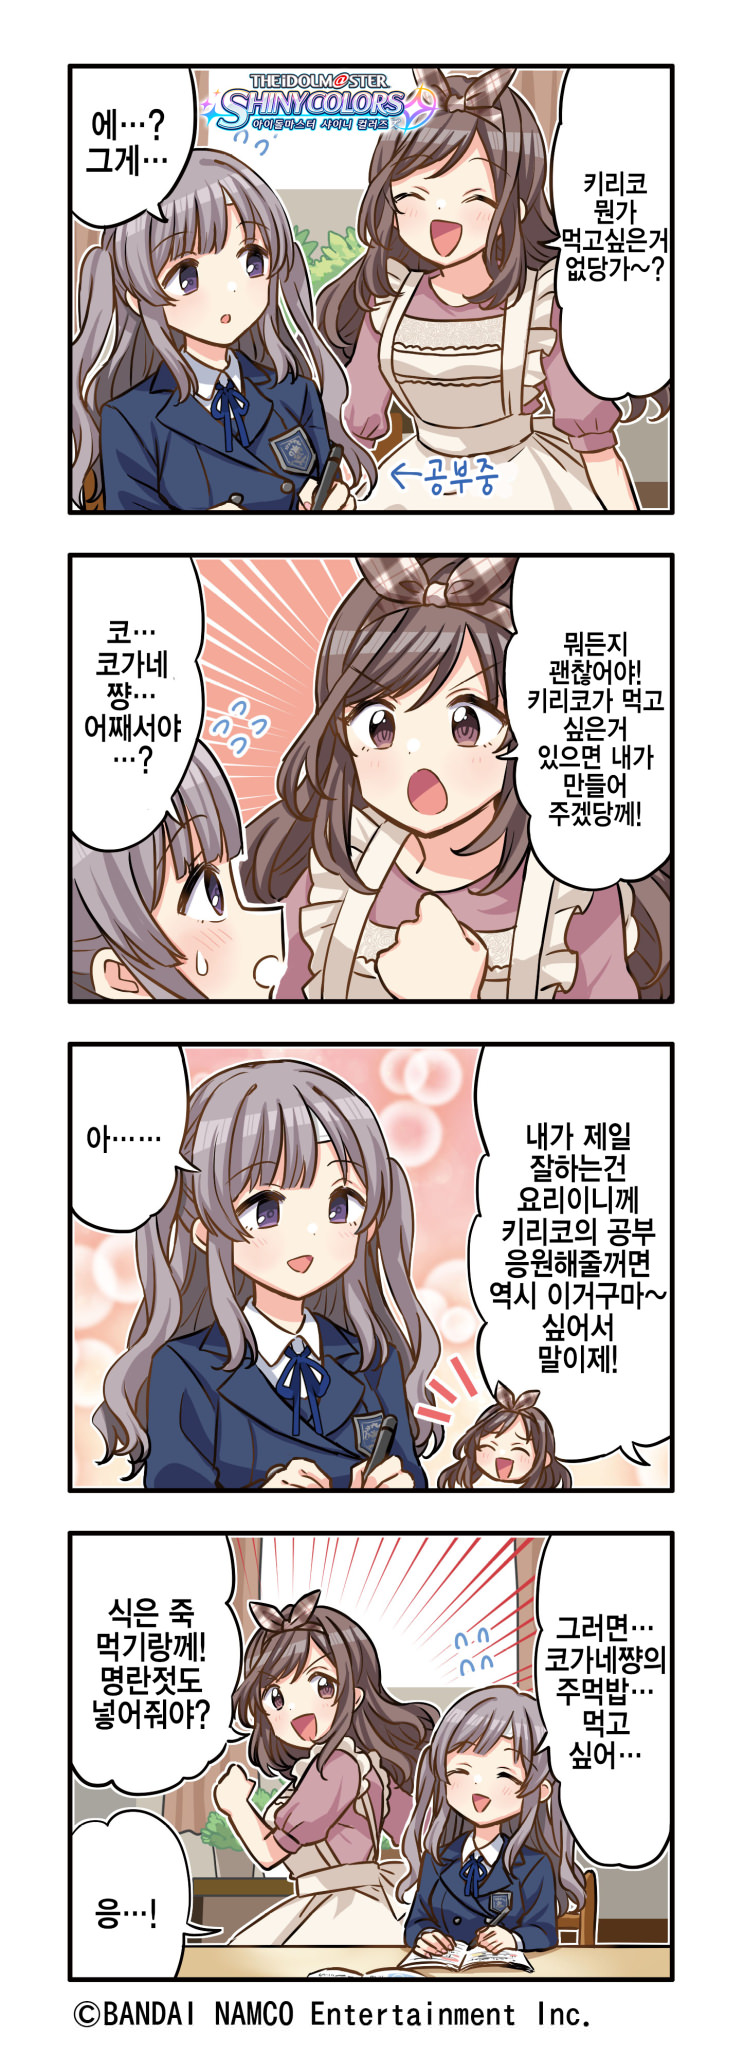 THE iDOLM@STER
SHINYCOLORS
아이돌마스터 샤이니 컬러즈
키리코
뭔가
먹고싶은거
없당가~?
에…?
그게…
←공부중
뭐든지
괜찮어야!
키리코가 먹고
싶은거
있으면 내가
만들어
주겠당께!
코…
코가네
쨩…
어째서야
…?
내가 제일
잘하는건
요리이니께
키리코의 공부
응원해줄꺼면
역시 이거구마~
싶어서
말이제!
아……
그러면…
코가네쨩의
주먹밥…
먹고
싶어…
식은 죽
먹기랑께!
명란젓도
넣어줘야?
응…!
©BANDAI NAMCO Entertainment Inc.